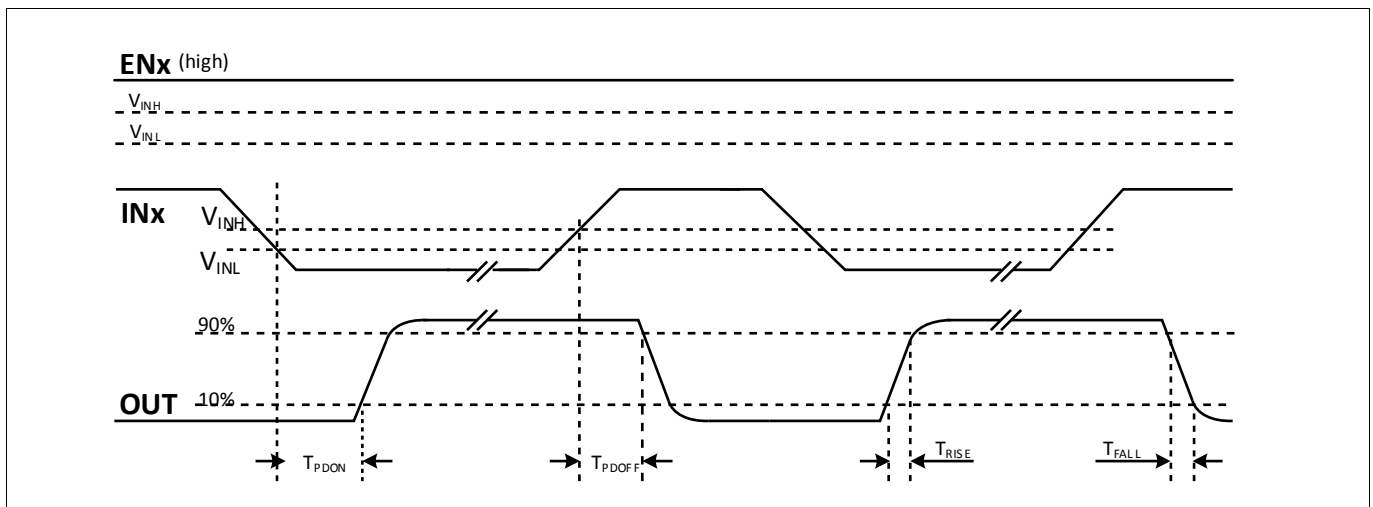 ENx (high)
VINH
VINL
INx
VINH
VINL
90%
OUT
10%
TPDON
TPDOFF
TRISE
TFALL